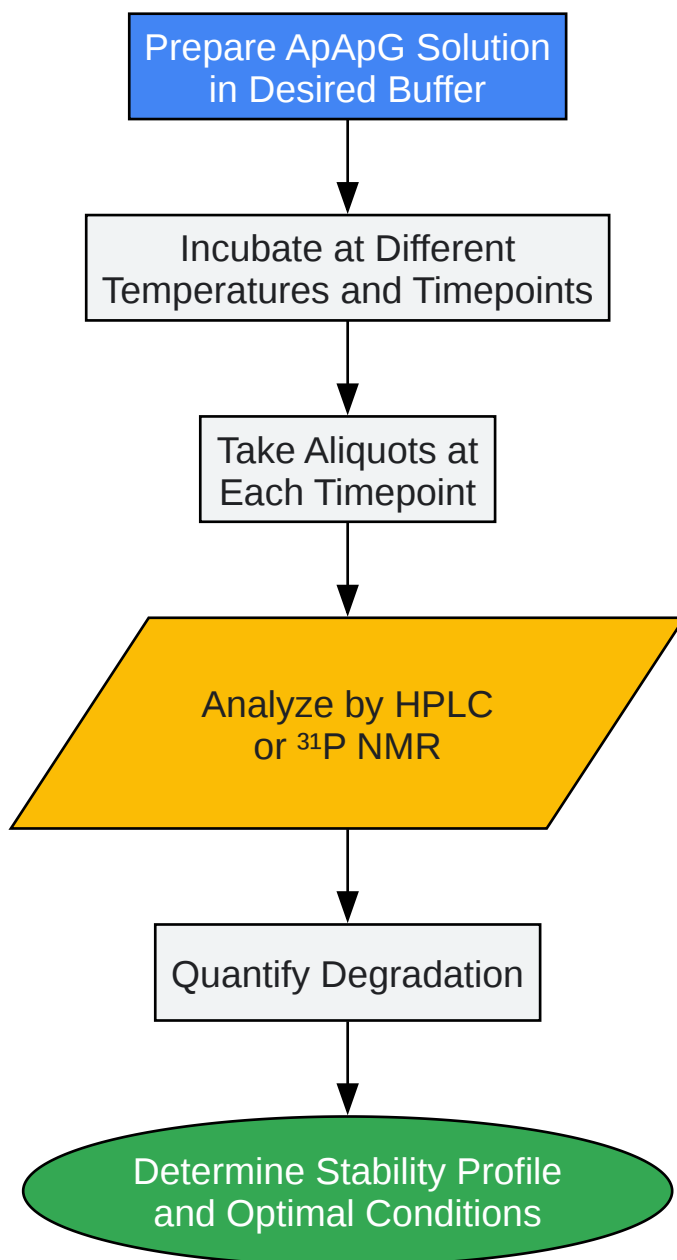 Prepare ApApG Solution
in Desired Buffer
Incubate at Different
Temperatures and Timepoints
Take Aliquots at
Each Timepoint
Analyze by HPLC
or ³¹P NMR
Quantify Degradation
Determine Stability Profile
and Optimal Conditions